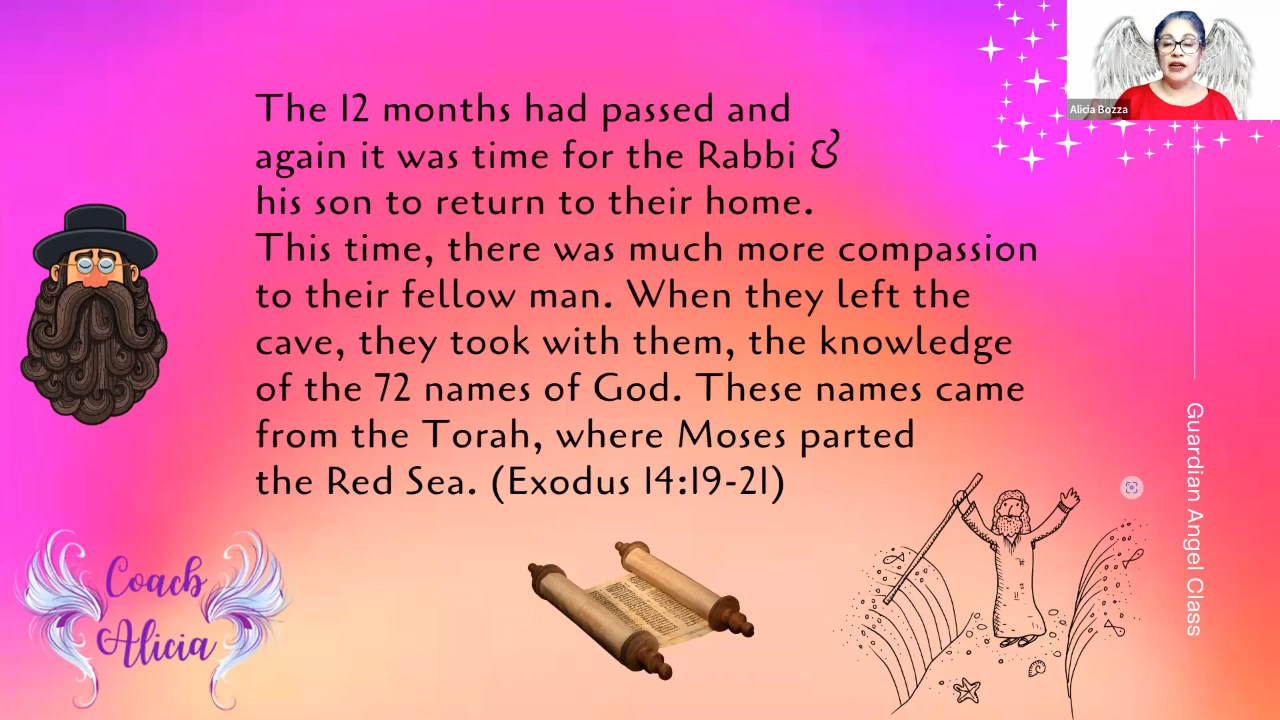 The 12 months had passed and
again it was time for the Rabbi &
his son to return to their home.
This time, there was much more compassion
to their fellow man. When they left the
cave, they took with them, the knowledge
of the 72 names of God. These names came
from the Torah, where Moses parted
the Red Sea. (Exodus 14:19-21)
Alicia Bozza
Guardian Angel Class
Coach
Alicia